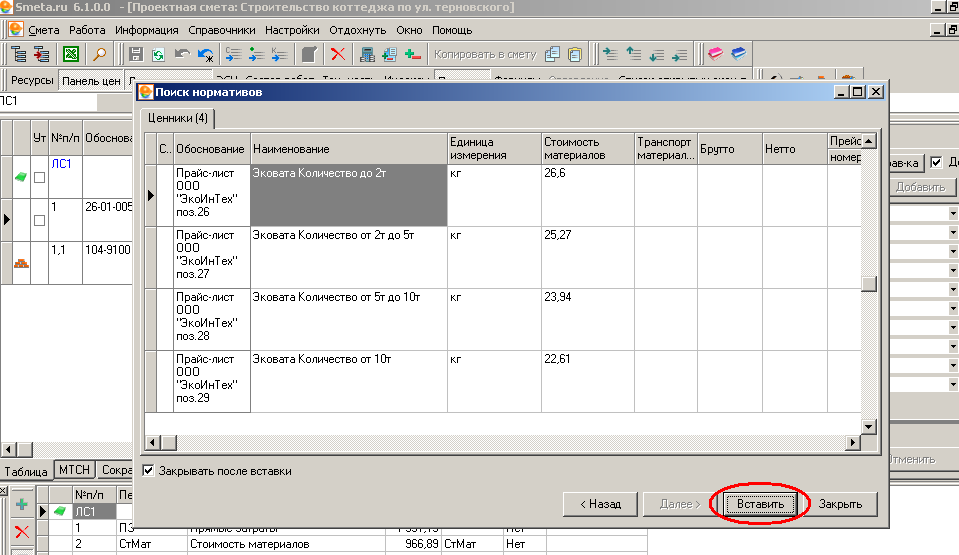 Smeta.ru 6.1.0.0 - [Проектная смета: Строительство коттеджа по ул. терновского]
Смета Работа Информация Справочники Настройки Отдохнуть Окно Помощь
Копировать в смету
Ресурсы Панель цен
ЛС1
Поиск нормативов
Ценники (4)
Ут №п/п Обоснова
С.. Обоснование Наименование Единица измерения Стоимость материалов Транспорт материал... Брутто Нетто Прейс номер
ЛС1
1 26-01-005
1,1 104-9100
Прайс-лист ООО "ЭкоИнТех" поз.26 Эковата Количество до 2т кг 26,6
Прайс-лист ООО "ЭкоИнТех" поз.27 Эковата Количество от 2т до 5т кг 25,27
Прайс-лист ООО "ЭкоИнТех" поз.28 Эковата Количество от 5т до 10т кг 23,94
Прайс-лист ООО "ЭкоИнТех" поз.29 Эковата Количество от 10т кг 22,61
ав-ка До
Добавить
Отменить
Закрывать после вставки
< Назад Далее > Вставить Закрыть
Таблица МТСН Сокра
№п/п Пе
ЛС1
1 ПЗ Прямые затраты Нет
2 СтМат Стоимость материалов 966,89 СтМат Нет